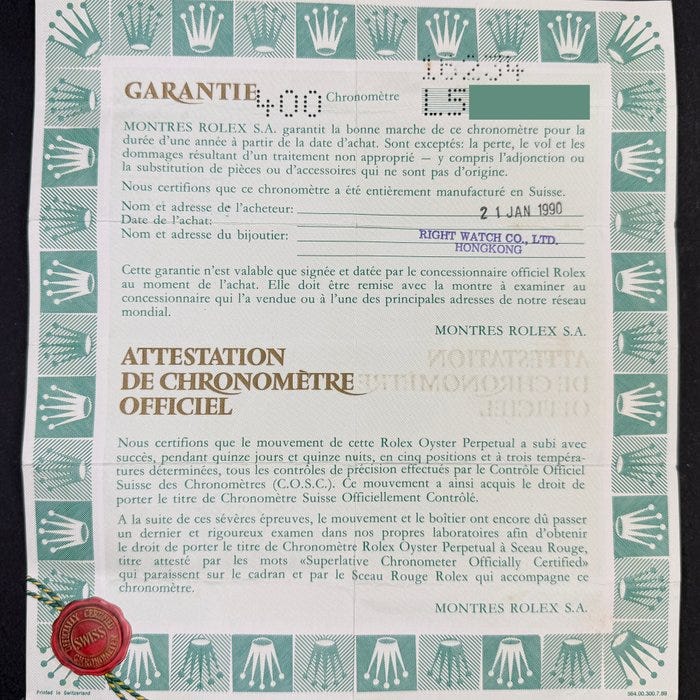 16234
GARANTIE 400 Chronomètre L5
MONTRES ROLEX S.A. garantit la bonne marche de ce chronomètre pour la
durée d'une année à partir de la date d'achat. Sont exceptés: la perte, le vol et les
dommages résultant d'un traitement non approprié – y compris l'adjonction ou
la substitution de pièces ou d'accessoires qui ne sont pas d'origine.
Nous certifions que ce chronomètre a été entièrement manufacturé en Suisse.
Nom et adresse de l'acheteur:
Date de l'achat: 21 JAN 1990
Nom et adresse du bijoutier: RIGHT WATCH CO., LTD.
HONGKONG
Cette garantie n'est valable que signée et datée par le concessionnaire officiel Rolex
au moment de l'achat. Elle doit être remise avec la montre à examiner au
concessionnaire qui l'a vendue ou à l'une des principales adresses de notre réseau
mondial.
MONTRES ROLEX S.A.
ATTESTATION
DE CHRONOMÈTRE
OFFICIEL
Nous certifions que le mouvement de cette Rolex Oyster Perpetual a subi avec
succès, pendant quinze jours et quinze nuits, en cinq positions et à trois tempéra-
tures déterminées, tous les contrôles de précision effectués par le Contrôle Officiel
Suisse des Chronomètres (C.O.S.C.). Ce mouvement a ainsi acquis le droit de
porter le titre de Chronomètre Suisse Officiellement Contrôlé.
A la suite de ces sévères épreuves, le mouvement et le boîtier ont encore dû passer
un dernier et rigoureux examen dans nos propres laboratoires afin d'obtenir
le droit de porter le titre de Chronomètre Rolex Oyster Perpetual à Sceau Rouge,
titre attesté par les mots «Superlative Chronometer Officially Certified»
qui paraissent sur le cadran et par le Sceau Rouge Rolex qui accompagne ce
chronomètre.
MONTRES ROLEX S.A.
OFFICIALLY CERTIFIED
SWISS
CHRONOMETER
Printed in Switzerland
564.00.300.7.89